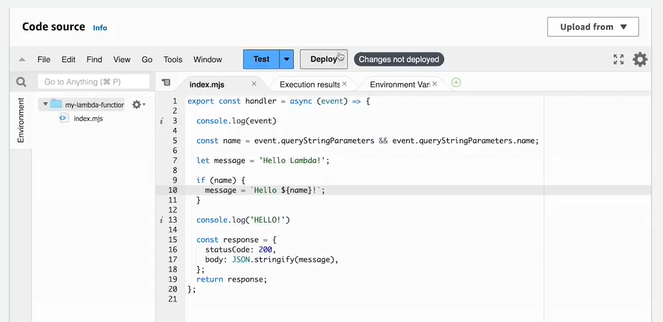 Code source Info
Upload from
File Edit Find View Go Tools Window Test Deploy Changes not deployed
Go to Anything (⌘ P)
index.mjs Execution results Environment Vari
Environment
my-lambda-function
index.mjs
1 export const handler = async (event) => {
2
i 3 console.log(event)
4
5 const name = event.queryStringParameters && event.queryStringParameters.name;
6
7 let message = 'Hello Lambda!';
8
9 if (name) {
10 message = `Hello ${name}!`;
11 }
12
i 13 console.log('HELLO!')
14
15 const response = {
16 statusCode: 200,
17 body: JSON.stringify(message),
18 };
19 return response;
20 };
21